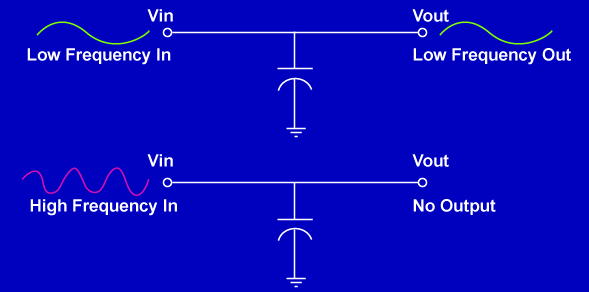 Vin
Vout
Low Frequency In
Low Frequency Out
Vin
Vout
High Frequency In
No Output